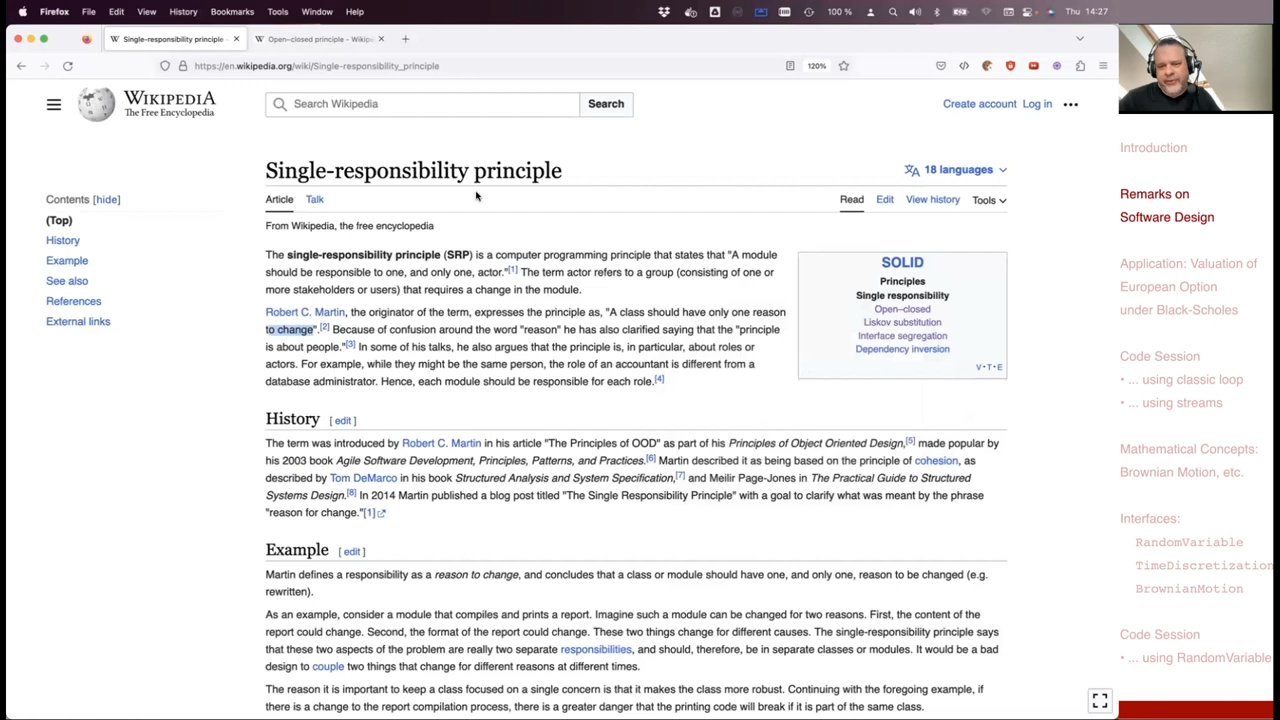 Firefox File Edit View History Bookmarks Tools Window Help
100 % Thu 14:27
Single-responsibility principle -
Open–closed principle - Wikipe
https://en.wikipedia.org/wiki/Single-responsibility_principle
120%
WIKIPEDIA
The Free Encyclopedia
Search Wikipedia
Search
Create account Log in
Single-responsibility principle
18 languages
Article Talk
Read Edit View history Tools
From Wikipedia, the free encyclopedia
Contents [hide]
(Top)
History
Example
See also
References
External links
The single-responsibility principle (SRP) is a computer programming principle that states that "A module
should be responsible to one, and only one, actor."[1] The term actor refers to a group (consisting of one or
more stakeholders or users) that requires a change in the module.
Robert C. Martin, the originator of the term, expresses the principle as, "A class should have only one reason
to change".[2] Because of confusion around the word "reason" he has also clarified saying that the "principle
is about people."[3] In some of his talks, he also argues that the principle is, in particular, about roles or
actors. For example, while they might be the same person, the role of an accountant is different from a
database administrator. Hence, each module should be responsible for each role.[4]
SOLID
Principles
Single responsibility
Open–closed
Liskov substitution
Interface segregation
Dependency inversion
V·T·E
History [ edit ]
The term was introduced by Robert C. Martin in his article "The Principles of OOD" as part of his Principles of Object Oriented Design,[5] made popular by
his 2003 book Agile Software Development, Principles, Patterns, and Practices.[6] Martin described it as being based on the principle of cohesion, as
described by Tom DeMarco in his book Structured Analysis and System Specification,[7] and Meilir Page-Jones in The Practical Guide to Structured
Systems Design.[8] In 2014 Martin published a blog post titled "The Single Responsibility Principle" with a goal to clarify what was meant by the phrase
"reason for change."[1]
Example [ edit ]
Martin defines a responsibility as a reason to change, and concludes that a class or module should have one, and only one, reason to be changed (e.g.
rewritten).
As an example, consider a module that compiles and prints a report. Imagine such a module can be changed for two reasons. First, the content of the
report could change. Second, the format of the report could change. These two things change for different causes. The single-responsibility principle says
that these two aspects of the problem are really two separate responsibilities, and should, therefore, be in separate classes or modules. It would be a bad
design to couple two things that change for different reasons at different times.
The reason it is important to keep a class focused on a single concern is that it makes the class more robust. Continuing with the foregoing example, if
there is a change to the report compilation process, there is a greater danger that the printing code will break if it is part of the same class.
Introduction
Remarks on
Software Design
Application: Valuation of
European Option
under Black-Scholes
Code Session
• ... using classic loop
• ... using streams
Mathematical Concepts:
Brownian Motion, etc.
Interfaces:
RandomVariable
TimeDiscretization
BrownianMotion
Code Session
• ... using RandomVariable